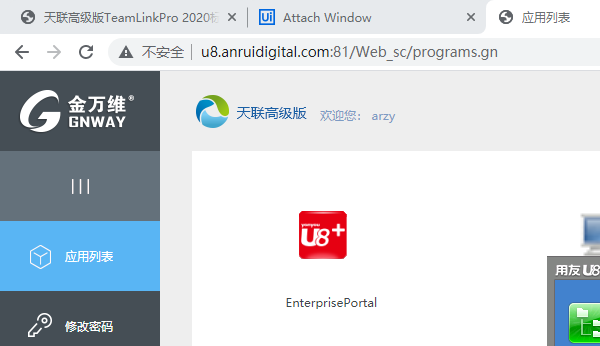 天联高级版TeamLinkPro 2020标
Attach Window
应用列表
不安全
u8.anruidigital.com:81/Web_sc/programs.gn
金万维®
GNWAY
天联高级版
欢迎您： arzy
应用列表
U8+
EnterprisePortal
用友U8
修改密码